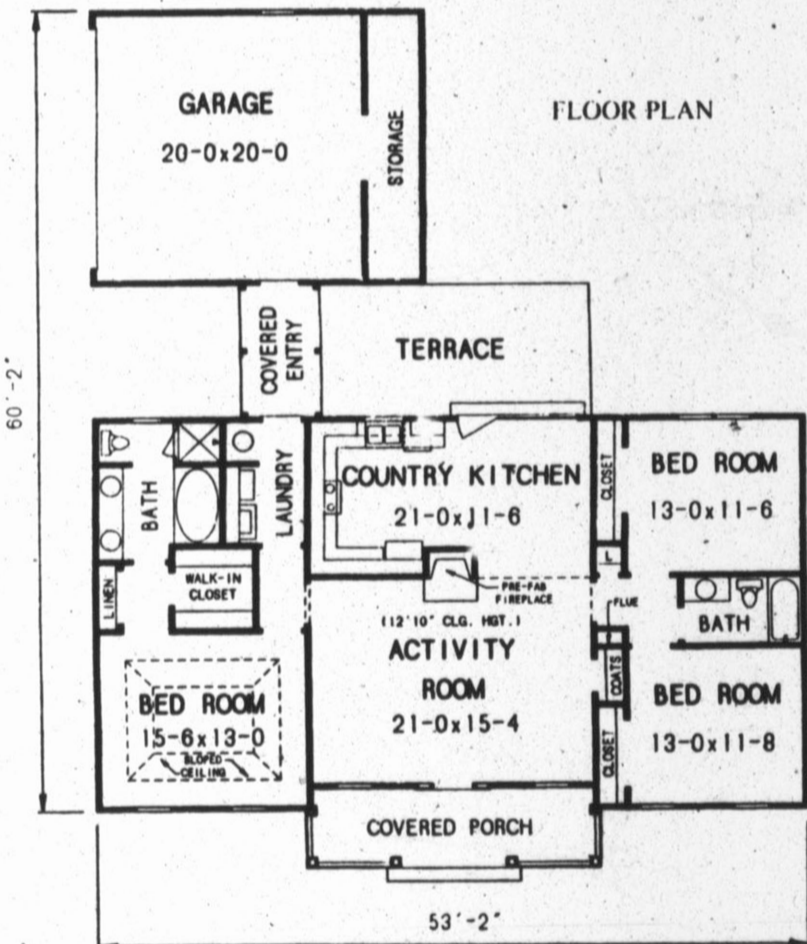 FLOOR PLAN
GARAGE
20-0x20-0
STORAGE
60'-2"
COVERED
ENTRY
TERRACE
BATH
LAUNDRY
COUNTRY KITCHEN
21-0x11-6
CLOSET
BED ROOM
13-0x11-6
LINEN
WALK-IN
CLOSET
PRE-FAB
FIREPLACE
L
FLUE
BATH
(12'10" CLG. HGT.)
ACTIVITY
ROOM
21-0x15-4
COATS
BED ROOM
15-6x13-0
SLOPED
CEILING
BED ROOM
13-0x11-8
CLOSET
COVERED PORCH
53'-2"